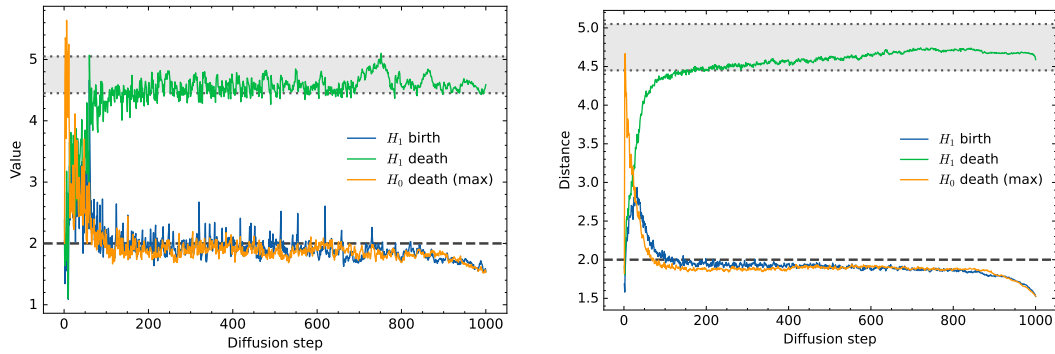 5
4
3
2
1
Value
H₁ birth
H₁ death
H₀ death (max)
0 200 400 600 800 1000
Diffusion step
5.0
4.5
4.0
3.5
3.0
2.5
2.0
1.5
Distance
H₁ birth
H₁ death
H₀ death (max)
0 200 400 600 800 1000
Diffusion step